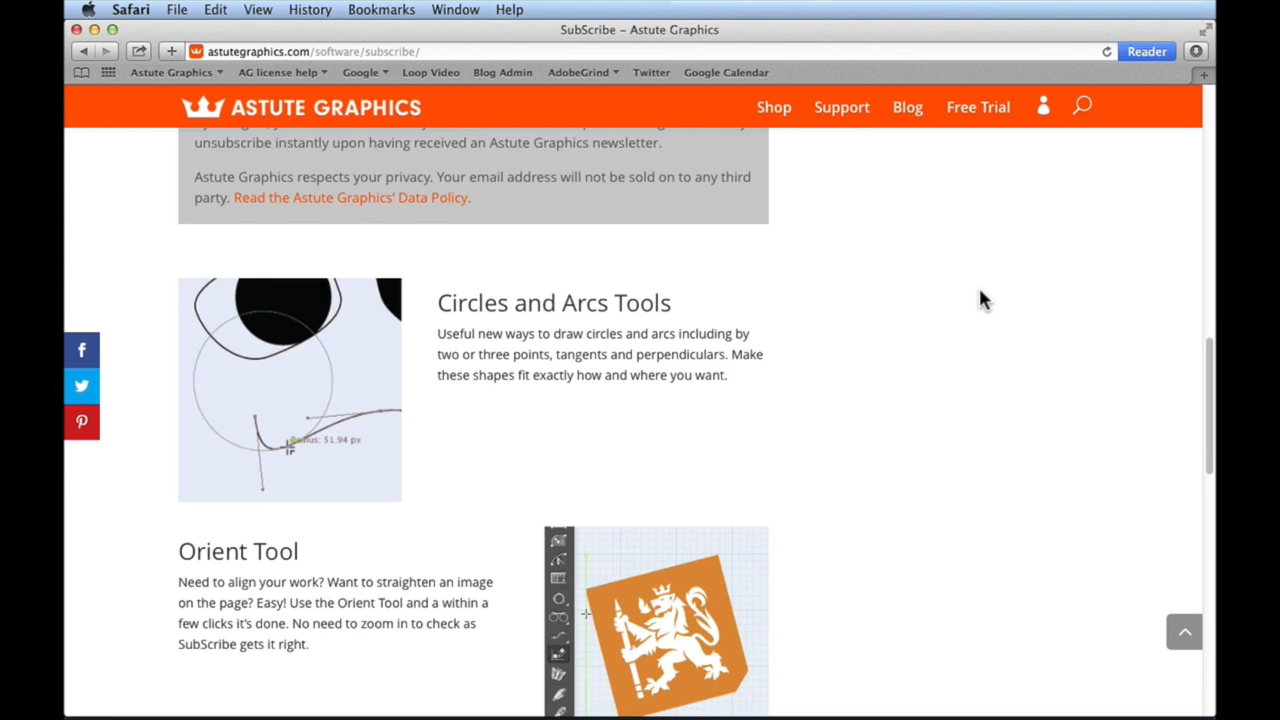 Safari File Edit View History Bookmarks Window Help
SubScribe – Astute Graphics
astutegraphics.com/software/subscribe/ Reader
Astute Graphics AG license help Google Loop Video Blog Admin AdobeGrind Twitter Google Calendar
ASTUTE GRAPHICS Shop Support Blog Free Trial
unsubscribe instantly upon having received an Astute Graphics newsletter.
Astute Graphics respects your privacy. Your email address will not be sold on to any third
party. Read the Astute Graphics’ Data Policy.
Circles and Arcs Tools
Useful new ways to draw circles and arcs including by
two or three points, tangents and perpendiculars. Make
these shapes fit exactly how and where you want.
Radius: 51.94 px
Orient Tool
Need to align your work? Want to straighten an image
on the page? Easy! Use the Orient Tool and a within a
few clicks it’s done. No need to zoom in to check as
SubScribe gets it right.